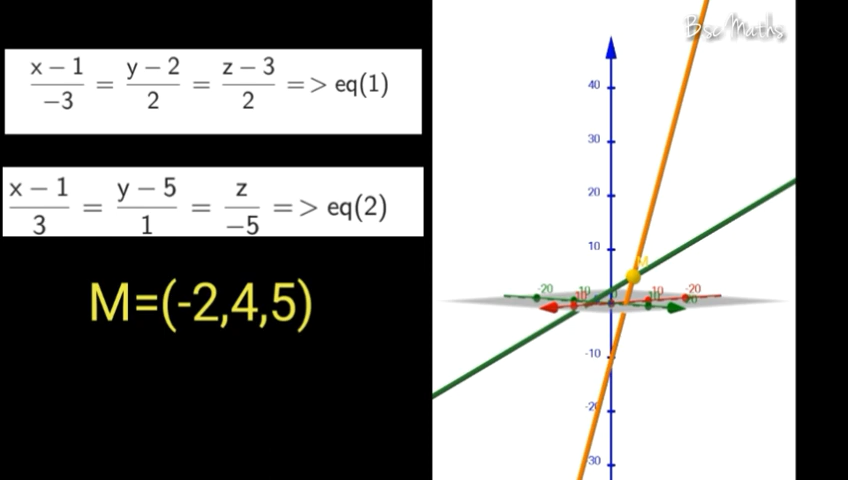 Bsc Maths
x − 1 / −3 = y − 2 / 2 = z − 3 / 2 => eq(1)
x − 1 / 3 = y − 5 / 1 = z / −5 => eq(2)
M=(-2,4,5)
40
30
20
10
-10
-20
30
M
-20
-10
10
-20